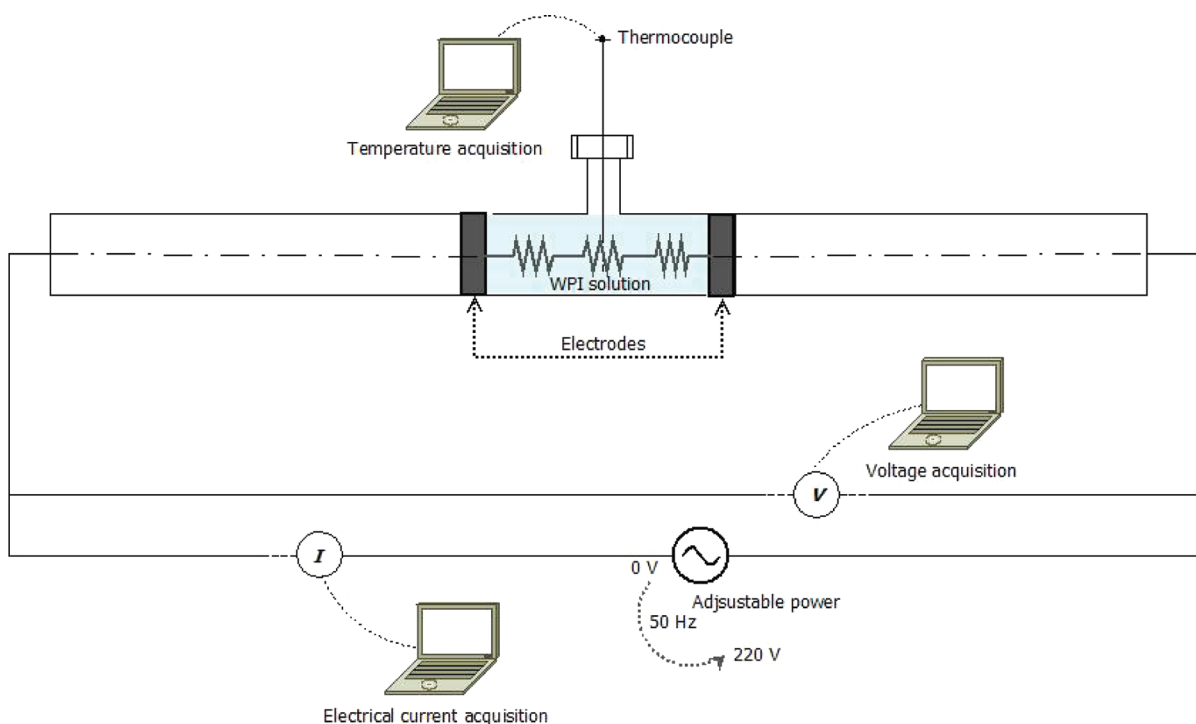 Thermocouple
Temperature acquisition
WPI solution
Electrodes
Voltage acquisition
V
I
0 V
Adjsustable power
50 Hz
220 V
Electrical current acquisition